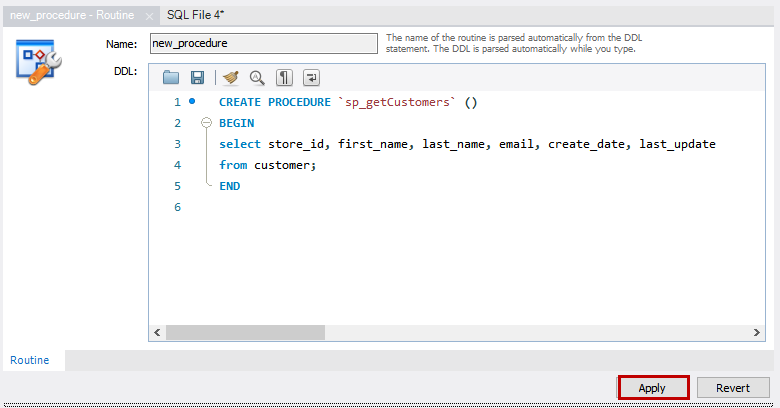 new_procedure - Routine
SQL File 4*
Name: new_procedure
The name of the routine is parsed automatically from the DDL
statement. The DDL is parsed automatically while you type.
DDL:
1 CREATE PROCEDURE `sp_getCustomers` ()
2 BEGIN
3 select store_id, first_name, last_name, email, create_date, last_update
4 from customer;
5 END
6
Routine
Apply Revert